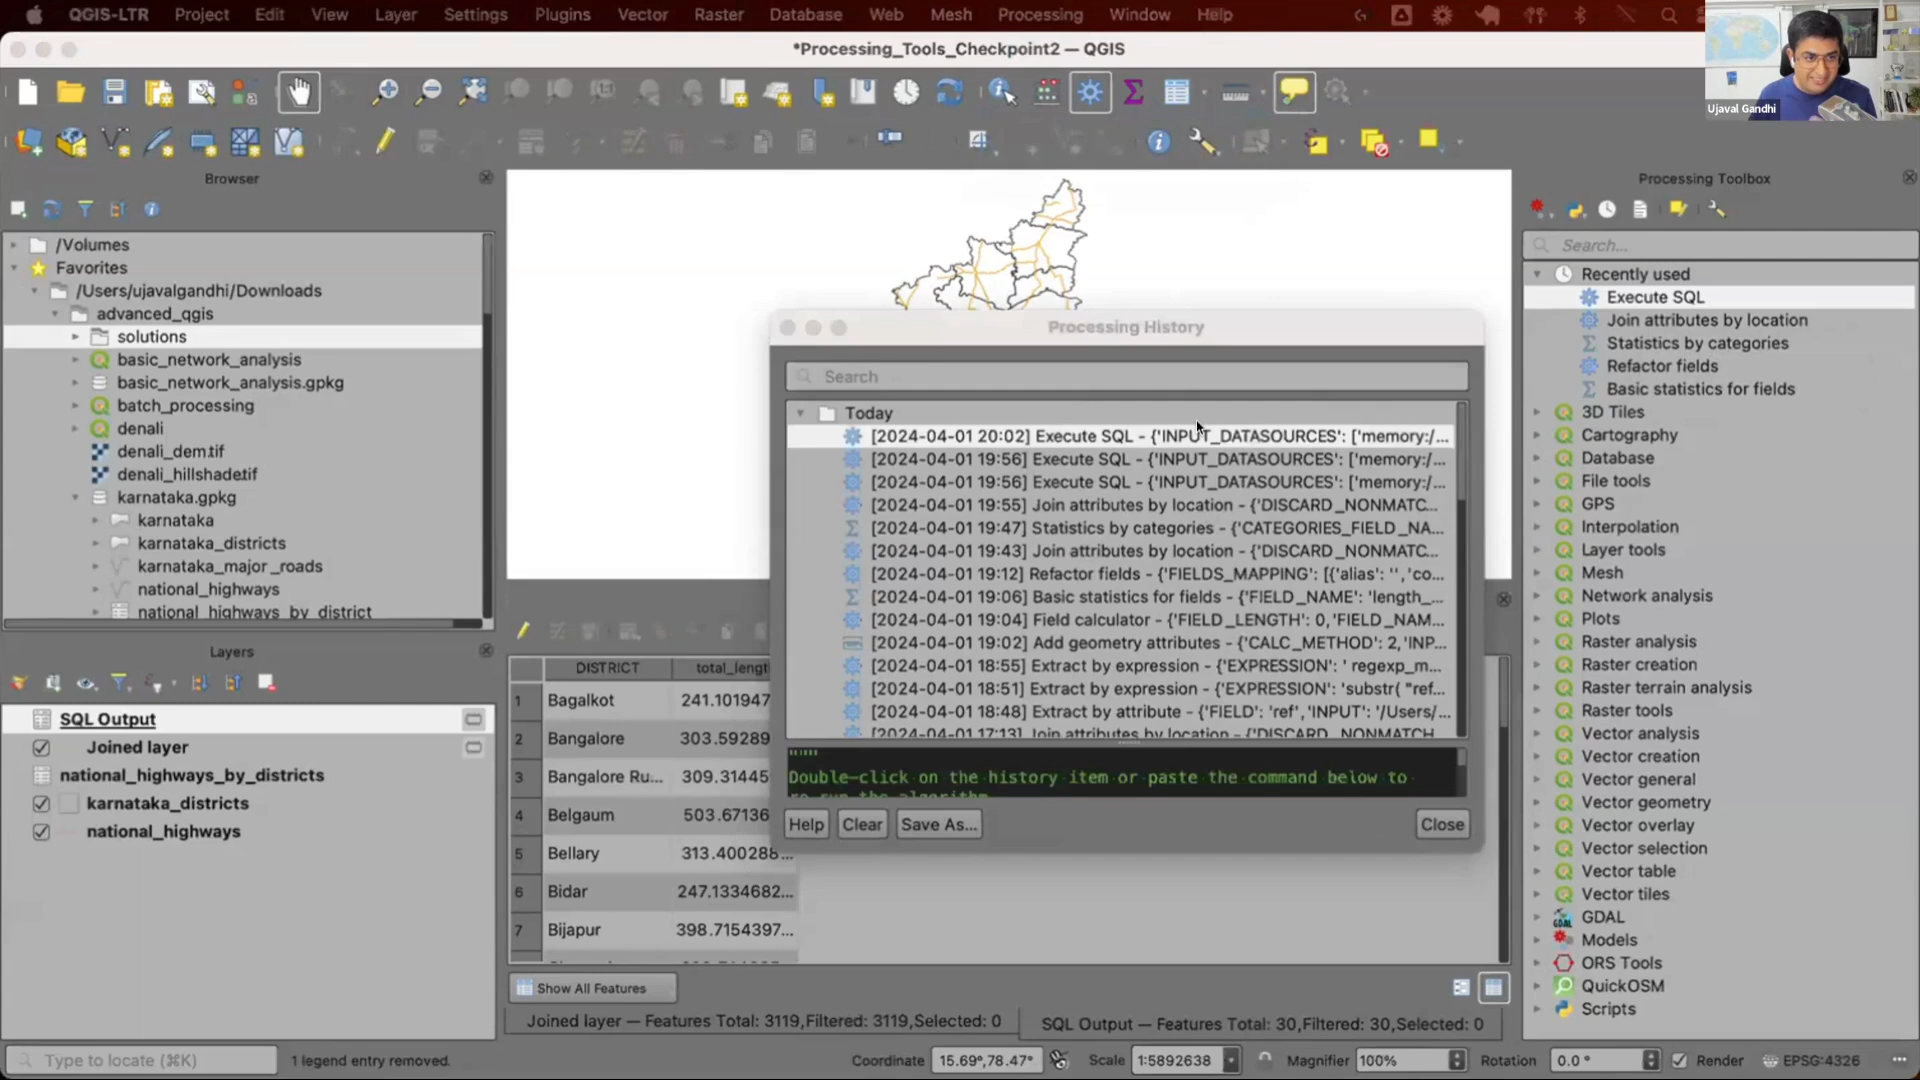 QGIS-LTR Project Edit View Layer Settings Plugins Vector Raster Database Web Mesh Processing Window Help
*Processing_Tools_Checkpoint2 — QGIS
Ujaval Gandhi
Browser
/Volumes
Favorites
/Users/ujavalgandhi/Downloads
advanced_qgis
solutions
basic_network_analysis
basic_network_analysis.gpkg
batch_processing
denali
denali_dem.tif
denali_hillshade.tif
karnataka.gpkg
karnataka
karnataka_districts
karnataka_major_roads
national_highways
national_highways_by_district
Layers
SQL Output
Joined layer
national_highways_by_districts
karnataka_districts
national_highways
Processing History
Search
Today
[2024-04-01 20:02] Execute SQL - {'INPUT_DATASOURCES': ['memory:/...
[2024-04-01 19:56] Execute SQL - {'INPUT_DATASOURCES': ['memory:/...
[2024-04-01 19:56] Execute SQL - {'INPUT_DATASOURCES': ['memory:/...
[2024-04-01 19:55] Join attributes by location - {'DISCARD_NONMATC...
[2024-04-01 19:47] Statistics by categories - {'CATEGORIES_FIELD_NA...
[2024-04-01 19:43] Join attributes by location - {'DISCARD_NONMATC...
[2024-04-01 19:12] Refactor fields - {'FIELDS_MAPPING': [{'alias': '','co...
[2024-04-01 19:06] Basic statistics for fields - {'FIELD_NAME': 'length_...
[2024-04-01 19:04] Field calculator - {'FIELD_LENGTH': 0,'FIELD_NAM...
[2024-04-01 19:02] Add geometry attributes - {'CALC_METHOD': 2,'INP...
[2024-04-01 18:55] Extract by expression - {'EXPRESSION': ' regexp_m...
[2024-04-01 18:51] Extract by expression - {'EXPRESSION': 'substr( "ref...
[2024-04-01 18:48] Extract by attribute - {'FIELD': 'ref','INPUT': '/Users/...
[2024-04-01 17:13] Join attributes by location - {'DISCARD_NONMATCH
Double-click on the history item or paste the command below to
re-run the algorithm
Help Clear Save As... Close
DISTRICT total_lengt
1 Bagalkot 241.101947
2 Bangalore 303.59289
3 Bangalore Ru... 309.31445
4 Belgaum 503.67136
5 Bellary 313.400288...
6 Bidar 247.1334682...
7 Bijapur 398.7154397...
Show All Features
Joined layer — Features Total: 3119,Filtered: 3119,Selected: 0
SQL Output — Features Total: 30,Filtered: 30,Selected: 0
Processing Toolbox
Search...
Recently used
Execute SQL
Join attributes by location
Statistics by categories
Refactor fields
Basic statistics for fields
3D Tiles
Cartography
Database
File tools
GPS
Interpolation
Layer tools
Mesh
Network analysis
Plots
Raster analysis
Raster creation
Raster terrain analysis
Raster tools
Vector analysis
Vector creation
Vector general
Vector geometry
Vector overlay
Vector selection
Vector table
Vector tiles
GDAL
Models
ORS Tools
QuickOSM
Scripts
Type to locate (⌘K) 1 legend entry removed. Coordinate 15.69°,78.47° Scale 1:5892638 Magnifier 100% Rotation 0.0 ° Render EPSG:4326